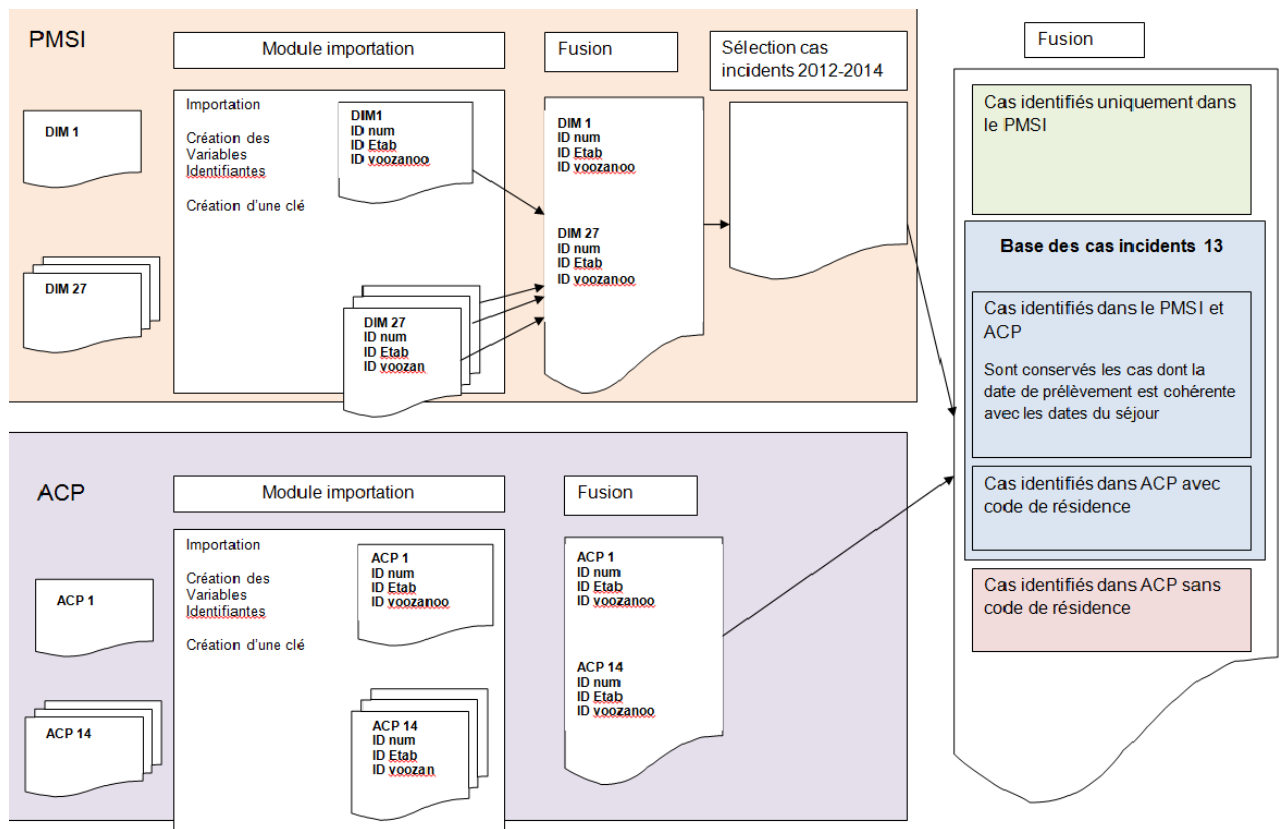 PMSI
Module importation
Fusion
Sélection cas
incidents 2012-2014
DIM 1
DIM 27
Importation
Création des
Variables
Identifiantes
Création d'une clé
DIM1
ID num
ID Etab
ID voozanoo
DIM 27
ID num
ID Etab
ID voozan
DIM 1
ID num
ID Etab
ID voozanoo
DIM 27
ID num
ID Etab
ID voozanoo
ACP
Module importation
Fusion
ACP 1
ACP 14
Importation
Création des
Variables
Identifiantes
Création d'une clé
ACP 1
ID num
ID Etab
ID voozanoo
ACP 14
ID num
ID Etab
ID voozan
ACP 1
ID num
ID Etab
ID voozanoo
ACP 14
ID num
ID Etab
ID voozanoo
Fusion
Cas identifiés uniquement dans
le PMSI
Base des cas incidents 13
Cas identifiés dans le PMSI et
ACP
Sont conservés les cas dont la
date de prélèvement est cohérente
avec les dates du séjour
Cas identifiés dans ACP avec
code de résidence
Cas identifiés dans ACP sans
code de résidence